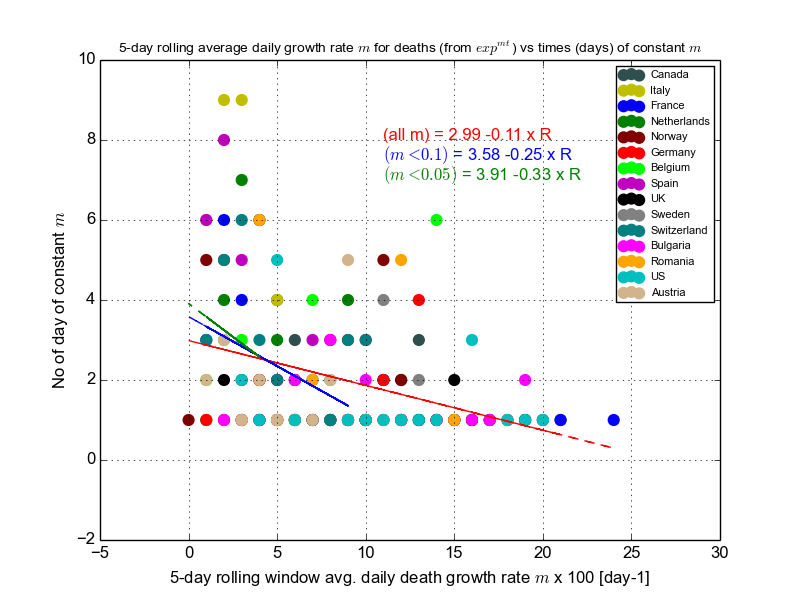 5-day rolling average daily growth rate m for deaths (from exp^mt) vs times (days) of constant m
10
8
6
4
2
0
−2
No of day of constant m
(all m) = 2.99 -0.11 x R
(m <0.1) = 3.58 -0.25 x R
(m <0.05) = 3.91 -0.33 x R
Canada
Italy
France
Netherlands
Norway
Germany
Belgium
Spain
UK
Sweden
Switzerland
Bulgaria
Romania
US
Austria
−5 0 5 10 15 20 25 30
5-day rolling window avg. daily death growth rate m x 100 [day-1]